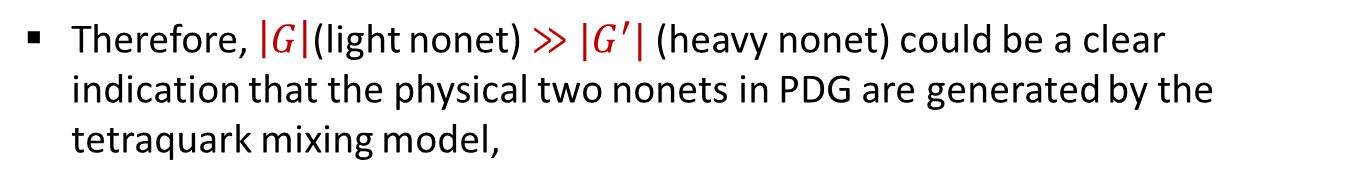 ▪ Therefore, |G|(light nonet) ≫ |G′| (heavy nonet) could be a clear
indication that the physical two nonets in PDG are generated by the
tetraquark mixing model,